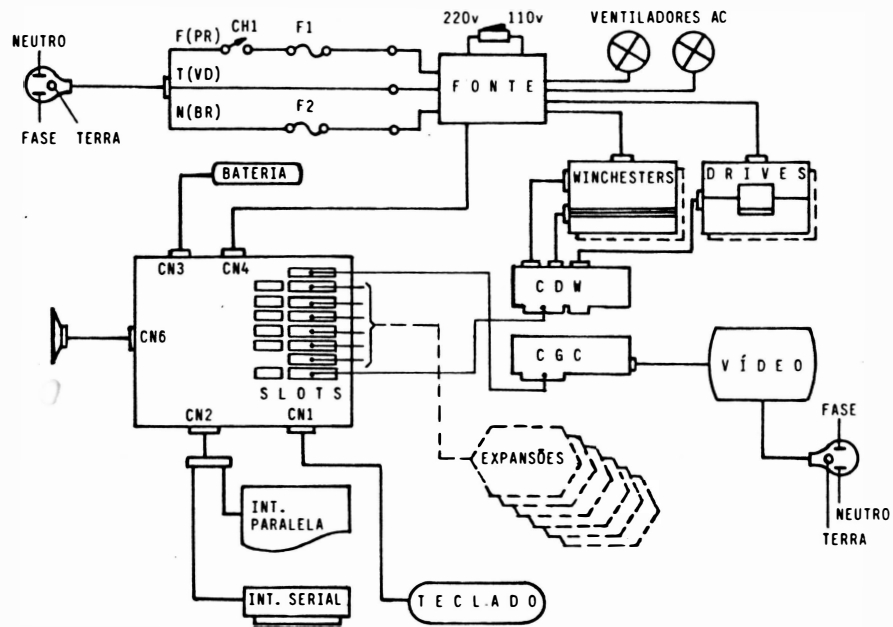 220v 110v
VENTILADORES AC
NEUTRO
F(PR) CH1 F1
T(VD)
FONTE
N(BR) F2
FASE TERRA
BATERIA
WINCHESTERS
DRIVES
CN3 CN4
CDW
CN6
CGC
VÍDEO
SLOTS
CN2 CN1
FASE
EXPANSÕES
INT.
PARALELA
NEUTRO
TERRA
INT. SERIAL
TECLADO